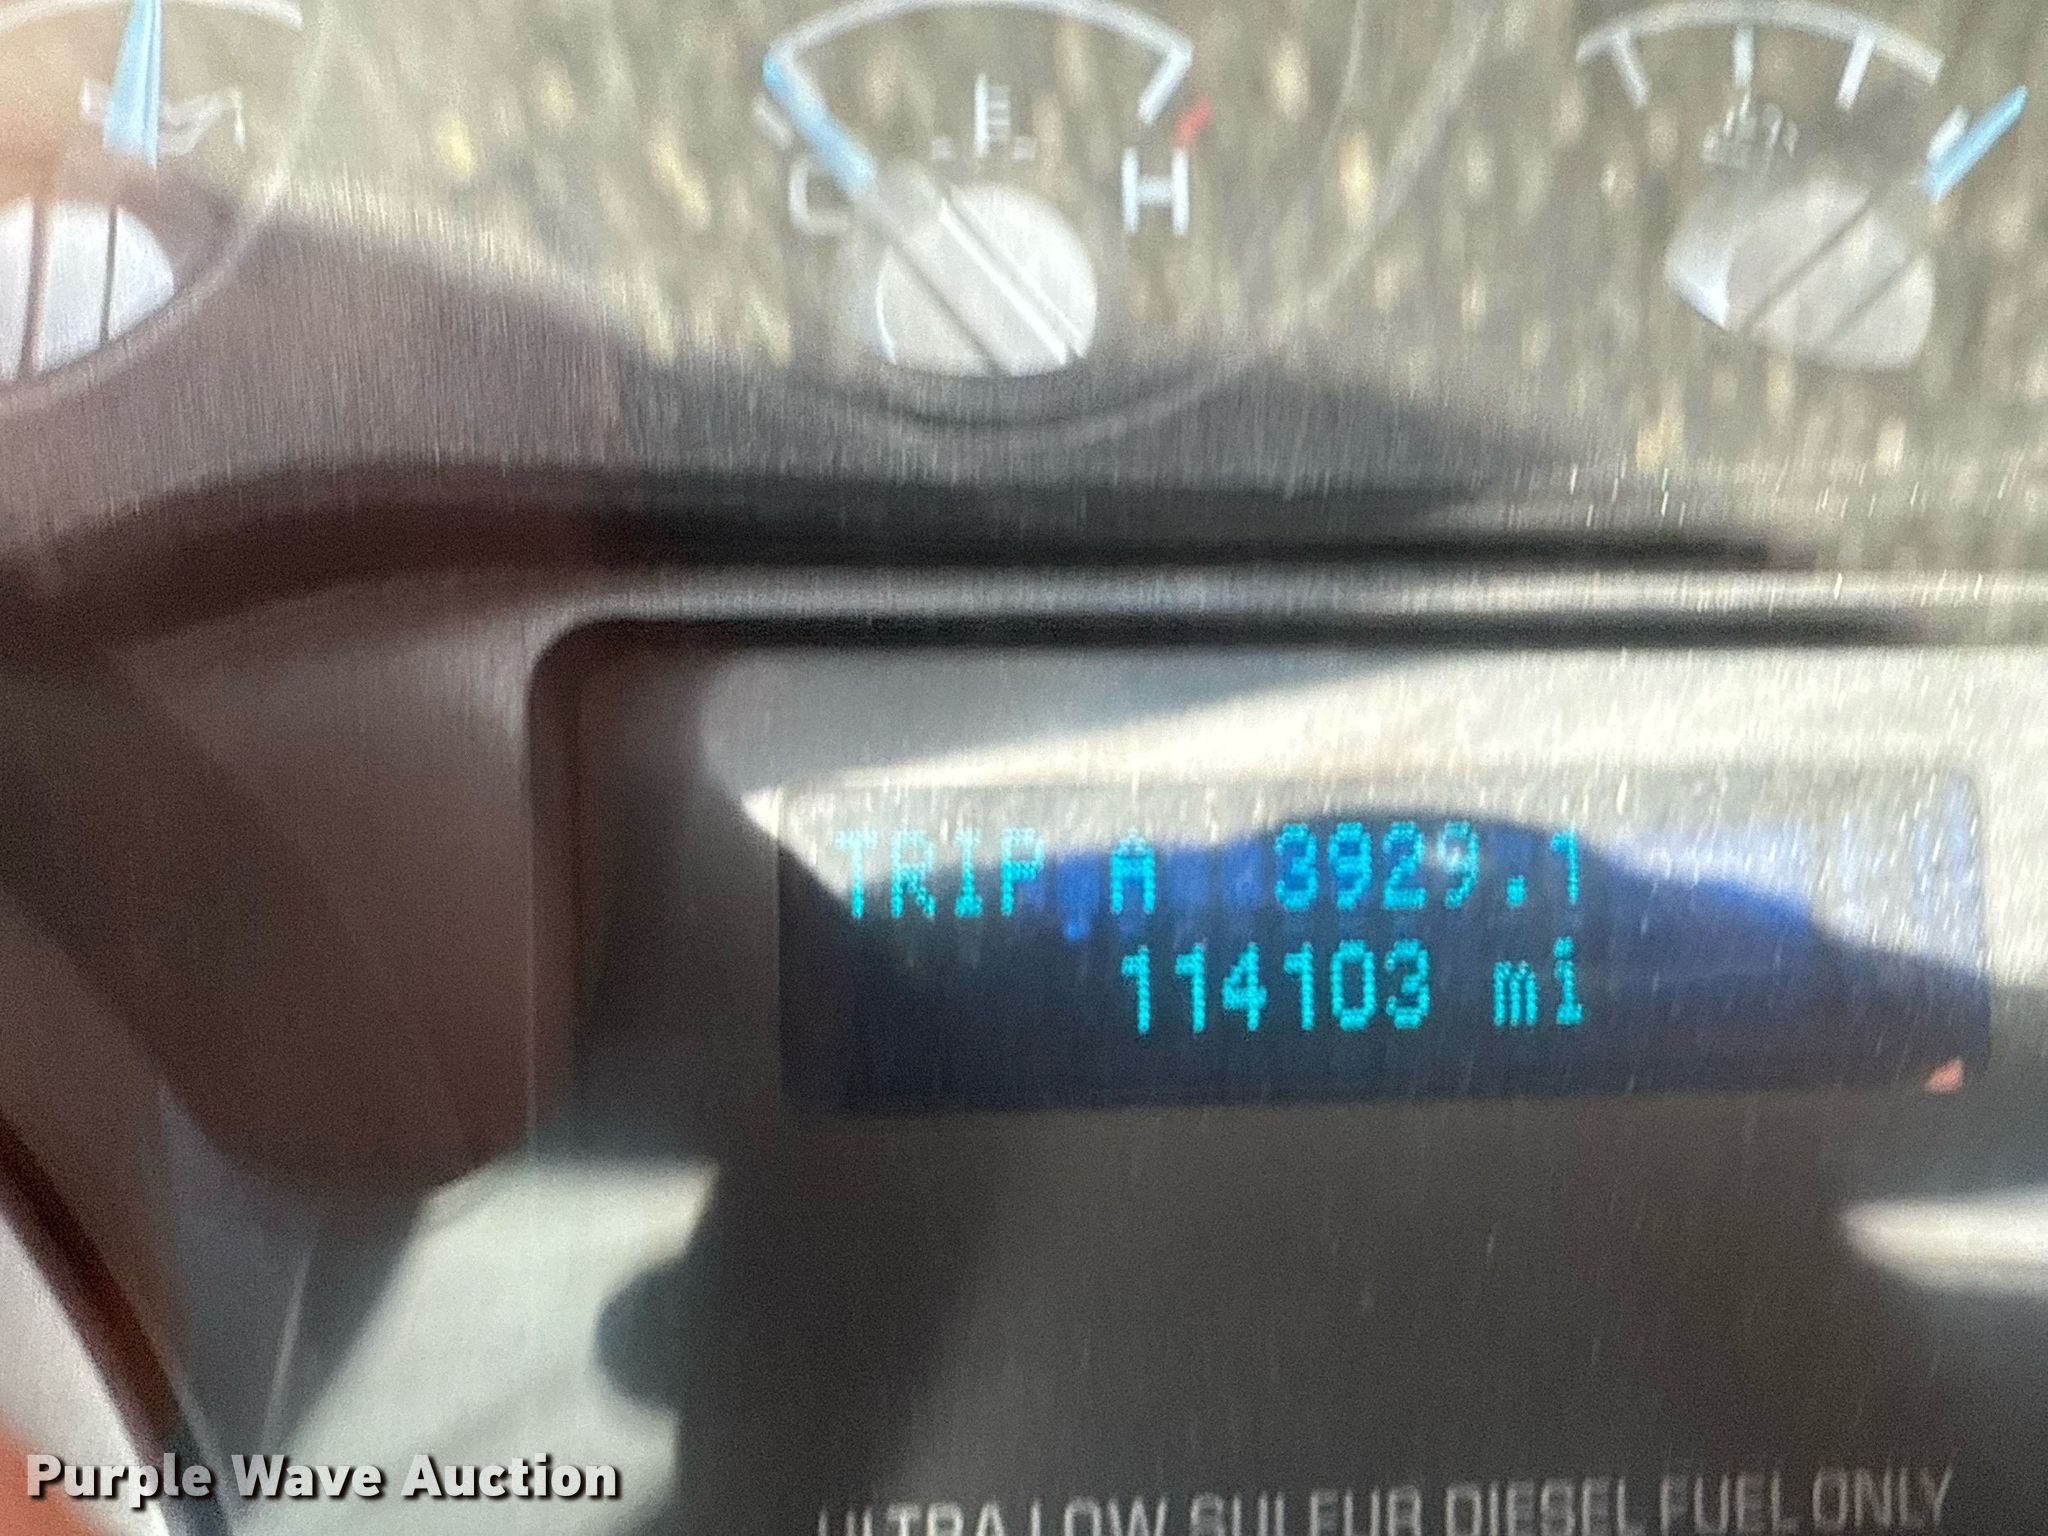 C H
TRIP A 3929.1
114103 mi
ULTRA LOW SULFUR DIESEL FUEL ONLY
Purple Wave Auction